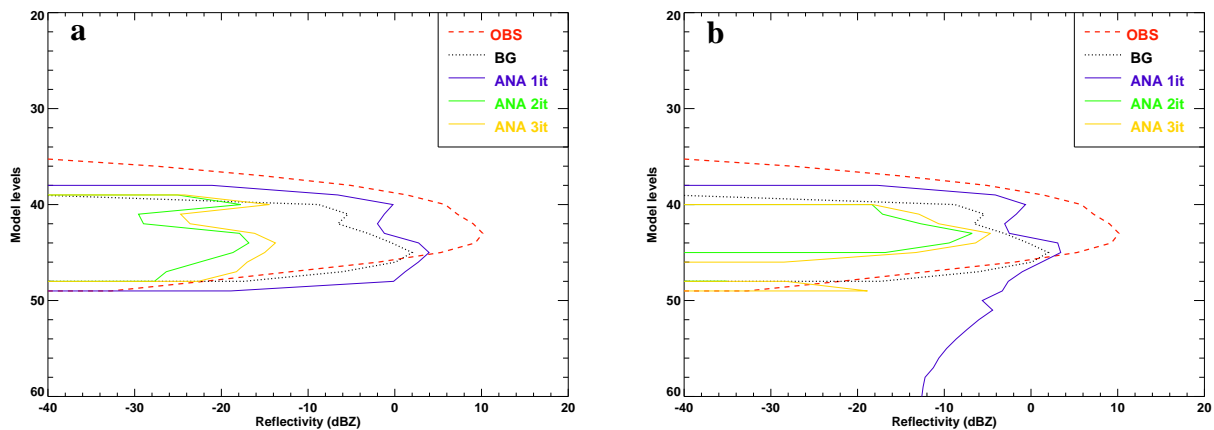 a
OBS
BG
ANA 1it
ANA 2it
ANA 3it
20
30
40
50
60
Model levels
-40 -30 -20 -10 0 10 20
Reflectivity (dBZ)
b
OBS
BG
ANA 1it
ANA 2it
ANA 3it
20
30
40
50
60
Model levels
-40 -30 -20 -10 0 10 20
Reflectivity (dBZ)